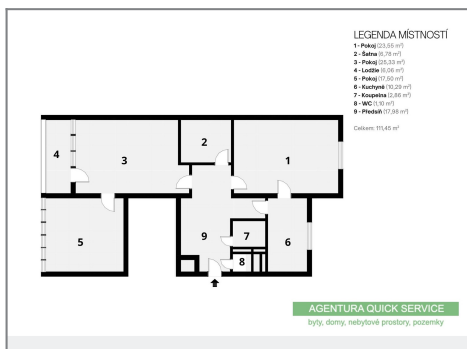 LEGENDA MÍSTNOSTÍ
1 - Pokoj (23,55 m²)
2 - Šatna (6,78 m²)
3 - Pokoj (25,33 m²)
4 - Lodžie (6,06 m²)
5 - Pokoj (17,50 m²)
6 - Kuchyně (10,29 m²)
7 - Koupelna (2,86 m²)
8 - WC (1,10 m²)
9 - Předsíň (17,98 m²)
Celkem: 111,45 m²
2
4
3
1
5
9
7
6
8
AGENTURA QUICK SERVICE
byty, domy, nebytové prostory, pozemky